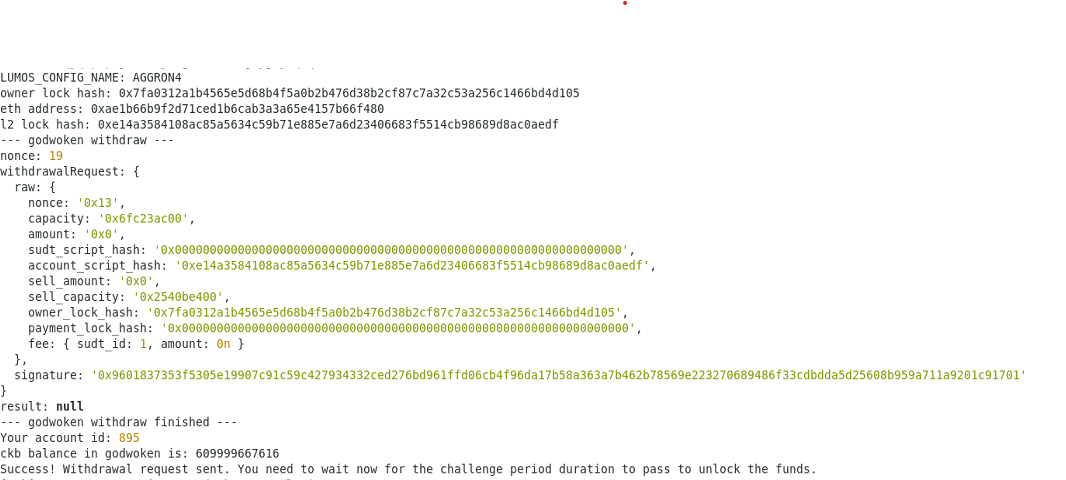 LUMOS_CONFIG_NAME: AGGRON4
owner lock hash: 0x7fa0312a1b4565e5d68b4f5a0b2b476d38b2cf87c7a32c53a256c1466bd4d105
eth address: 0xae1b66b9f2d71ced1b6cab3a3a65e4157b66f480
l2 lock hash: 0xe14a3584108ac85a5634c59b71e885e7a6d23406683f5514cb98689d8ac0aedf
--- godwoken withdraw ---
nonce: 19
withdrawalRequest: {
  raw: {
    nonce: '0x13',
    capacity: '0x6fc23ac00',
    amount: '0x0',
    sudt_script_hash: '0x0000000000000000000000000000000000000000000000000000000000000000',
    account_script_hash: '0xe14a3584108ac85a5634c59b71e885e7a6d23406683f5514cb98689d8ac0aedf',
    sell_amount: '0x0',
    sell_capacity: '0x2540be400',
    owner_lock_hash: '0x7fa0312a1b4565e5d68b4f5a0b2b476d38b2cf87c7a32c53a256c1466bd4d105',
    payment_lock_hash: '0x0000000000000000000000000000000000000000000000000000000000000000',
    fee: { sudt_id: 1, amount: 0n }
  },
  signature: '0x9601837353f5305e19907c91c59c427934332ced276bd961ffd06cb4f96da17b58a363a7b462b78569e223270689486f33cdbdda5d25608b959a711a9201c91701'
}
result: null
--- godwoken withdraw finished ---
Your account id: 895
ckb balance in godwoken is: 609999667616
Success! Withdrawal request sent. You need to wait now for the challenge period duration to pass to unlock the funds.